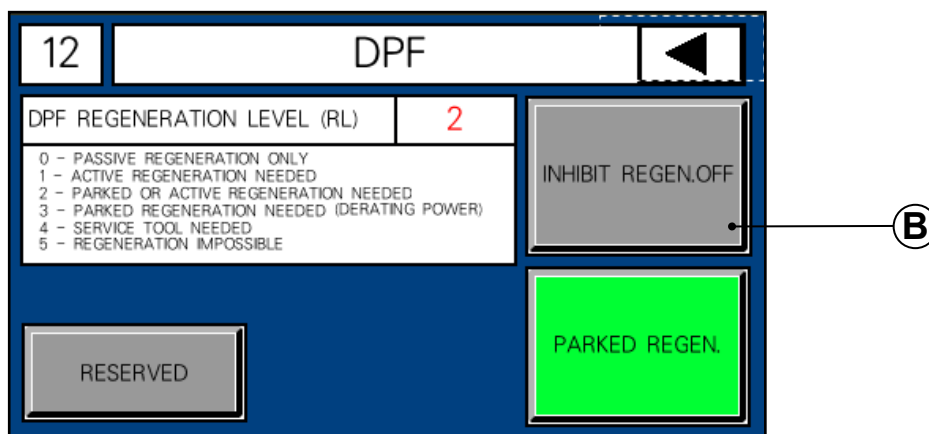 12
DPF
DPF REGENERATION LEVEL (RL)
2
0 - PASSIVE REGENERATION ONLY
1 - ACTIVE REGENERATION NEEDED
2 - PARKED OR ACTIVE REGENERATION NEEDED
3 - PARKED REGENERATION NEEDED (DERATING POWER)
4 - SERVICE TOOL NEEDED
5 - REGENERATION IMPOSSIBLE
INHIBIT REGEN.OFF
B
PARKED REGEN.
RESERVED